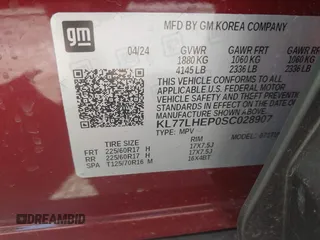 gm
MFD BY GM KOREA COMPANY
04/24 GVWR GAWR FRT GAWR RR
1880 KG 1060 KG 1060 KG
4145 LB 2336 LB 2336 LB
THIS VEHICLE CONFORMS TO ALL
APPLICABLE U.S. FEDERAL MOTOR
VEHICLE SAFETY, BUMPER, AND
THEFT PREVENTION STANDARDS
IN EFFECT ON THE DATE OF
MANUFACTURE SHOWN ABOVE.
KL77LHEP0SC028907
TYPE: MPV MODEL:
TIRE SIZE RIM
FRT 225/60R17 H 17X7.5J
RR 225/60R17 H 17X7.5J
SPA T125/70R16 M 16X4BT
DREAMBID